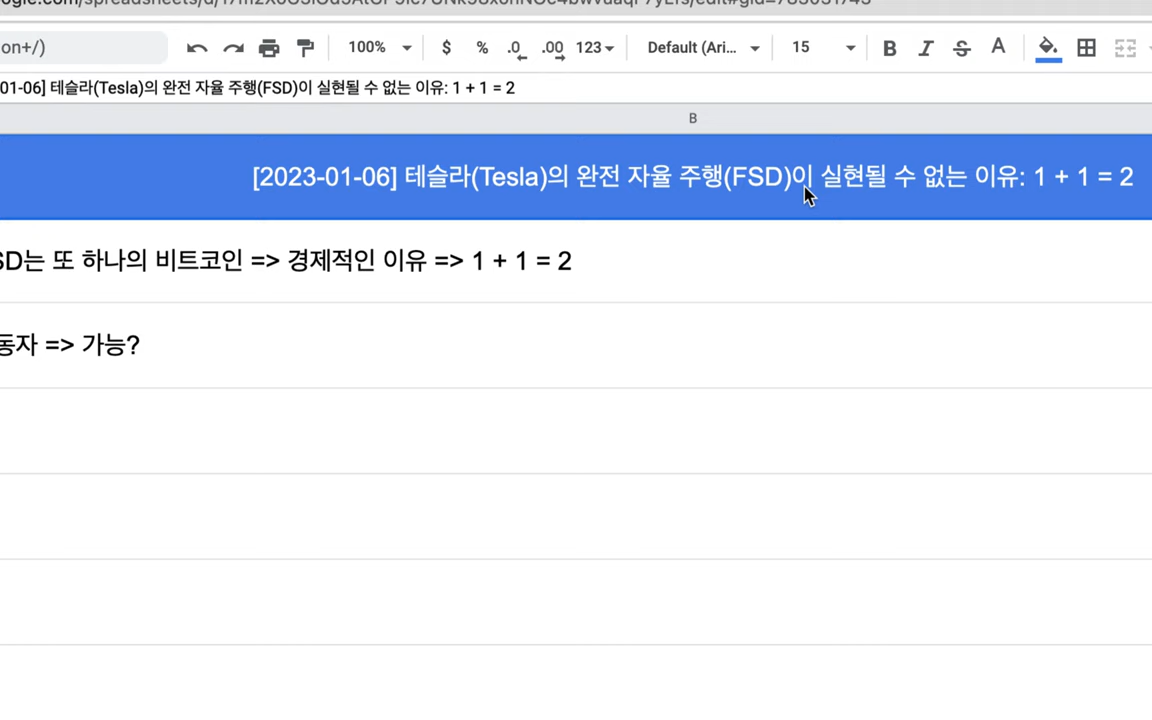 on+/)
100%
$
%
.0
.00
123
Default (Ari...
15
B
I
S
A
01-06] 테슬라(Tesla)의 완전 자율 주행(FSD)이 실현될 수 없는 이유: 1 + 1 = 2
B
[2023-01-06] 테슬라(Tesla)의 완전 자율 주행(FSD)이 실현될 수 없는 이유: 1 + 1 = 2
SD는 또 하나의 비트코인 => 경제적인 이유 => 1 + 1 = 2
동자 => 가능?